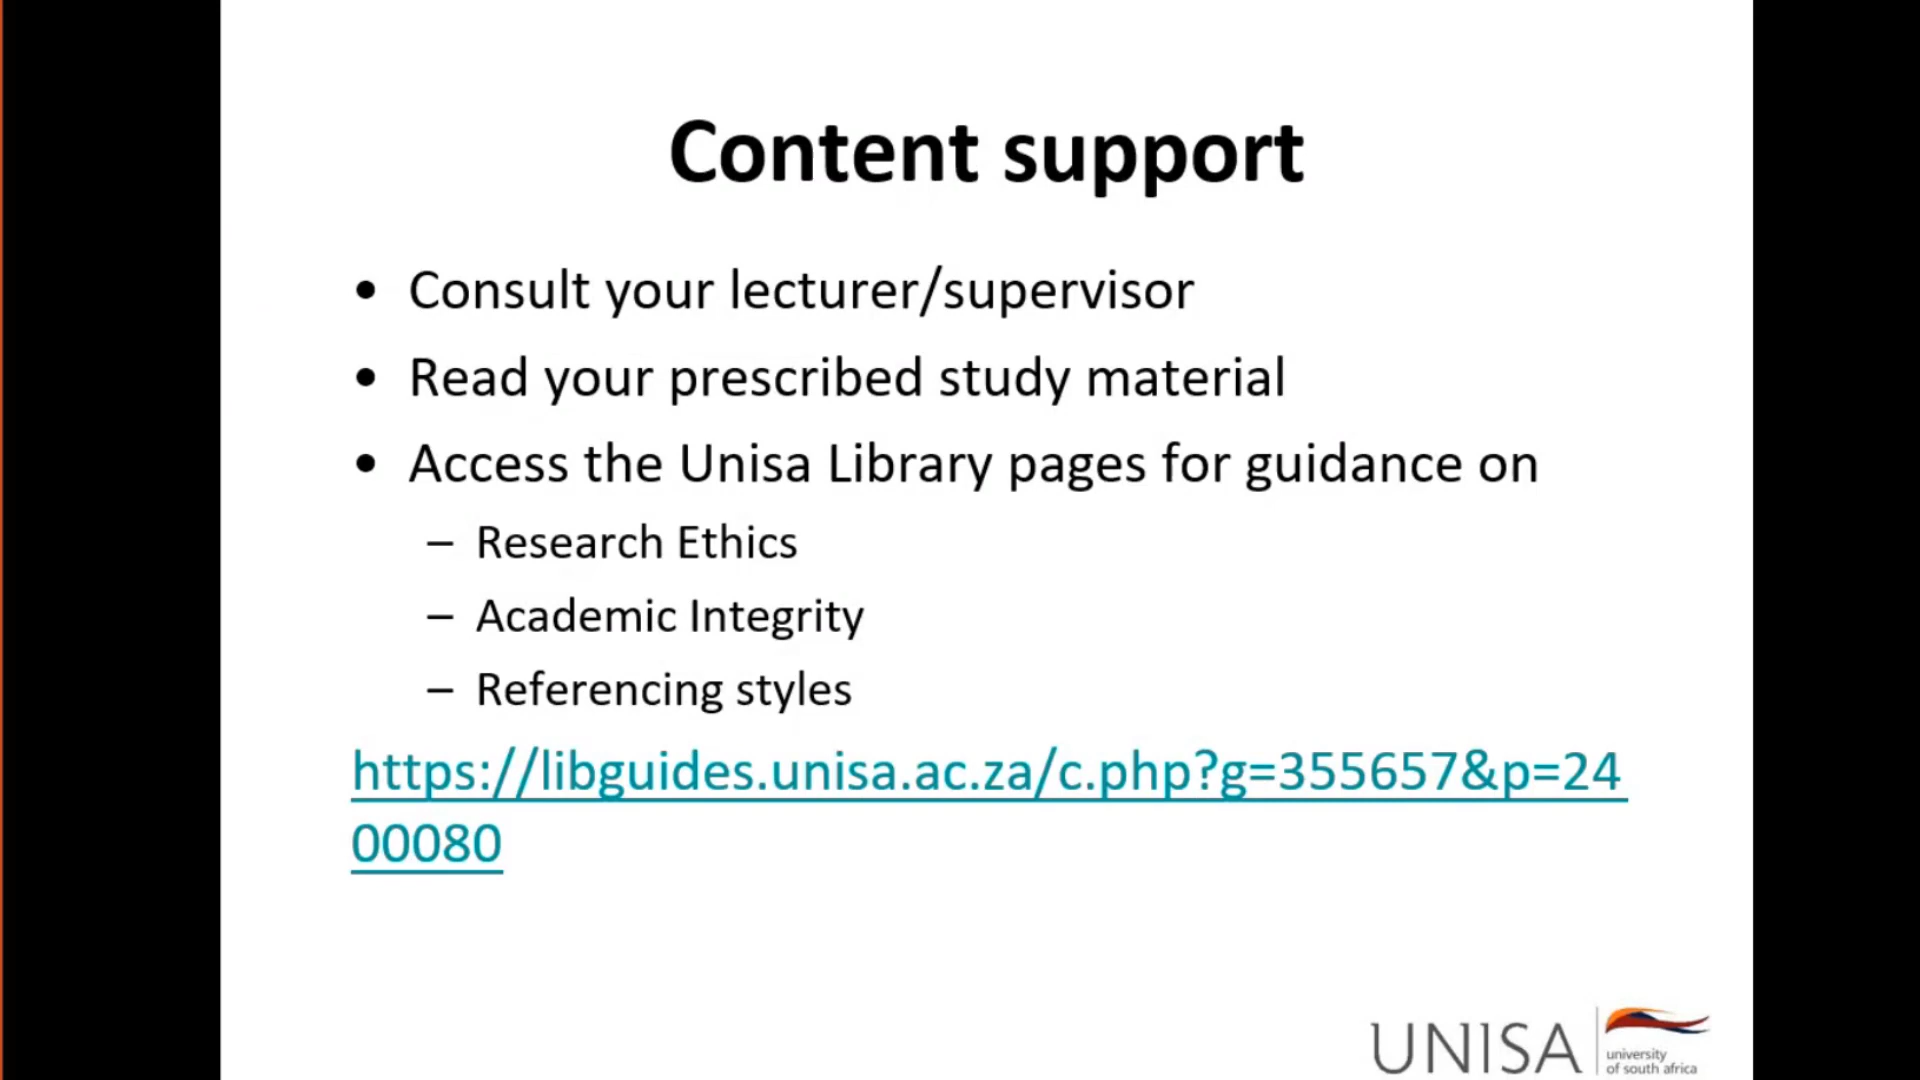 Content support
• Consult your lecturer/supervisor
• Read your prescribed study material
• Access the Unisa Library pages for guidance on
– Research Ethics
– Academic Integrity
– Referencing styles
https://libguides.unisa.ac.za/c.php?g=355657&p=24
00080
UNISA
university
of south africa